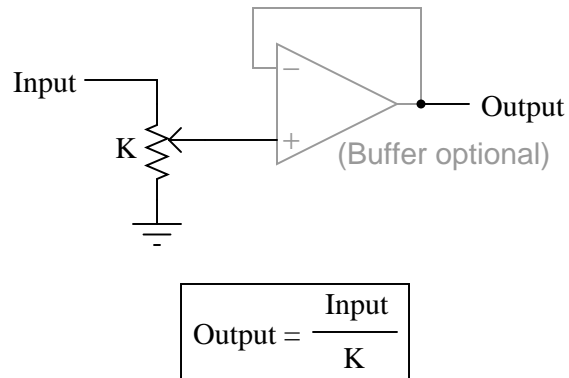 Input
−
Output
K
+
(Buffer optional)
Output = Input / K